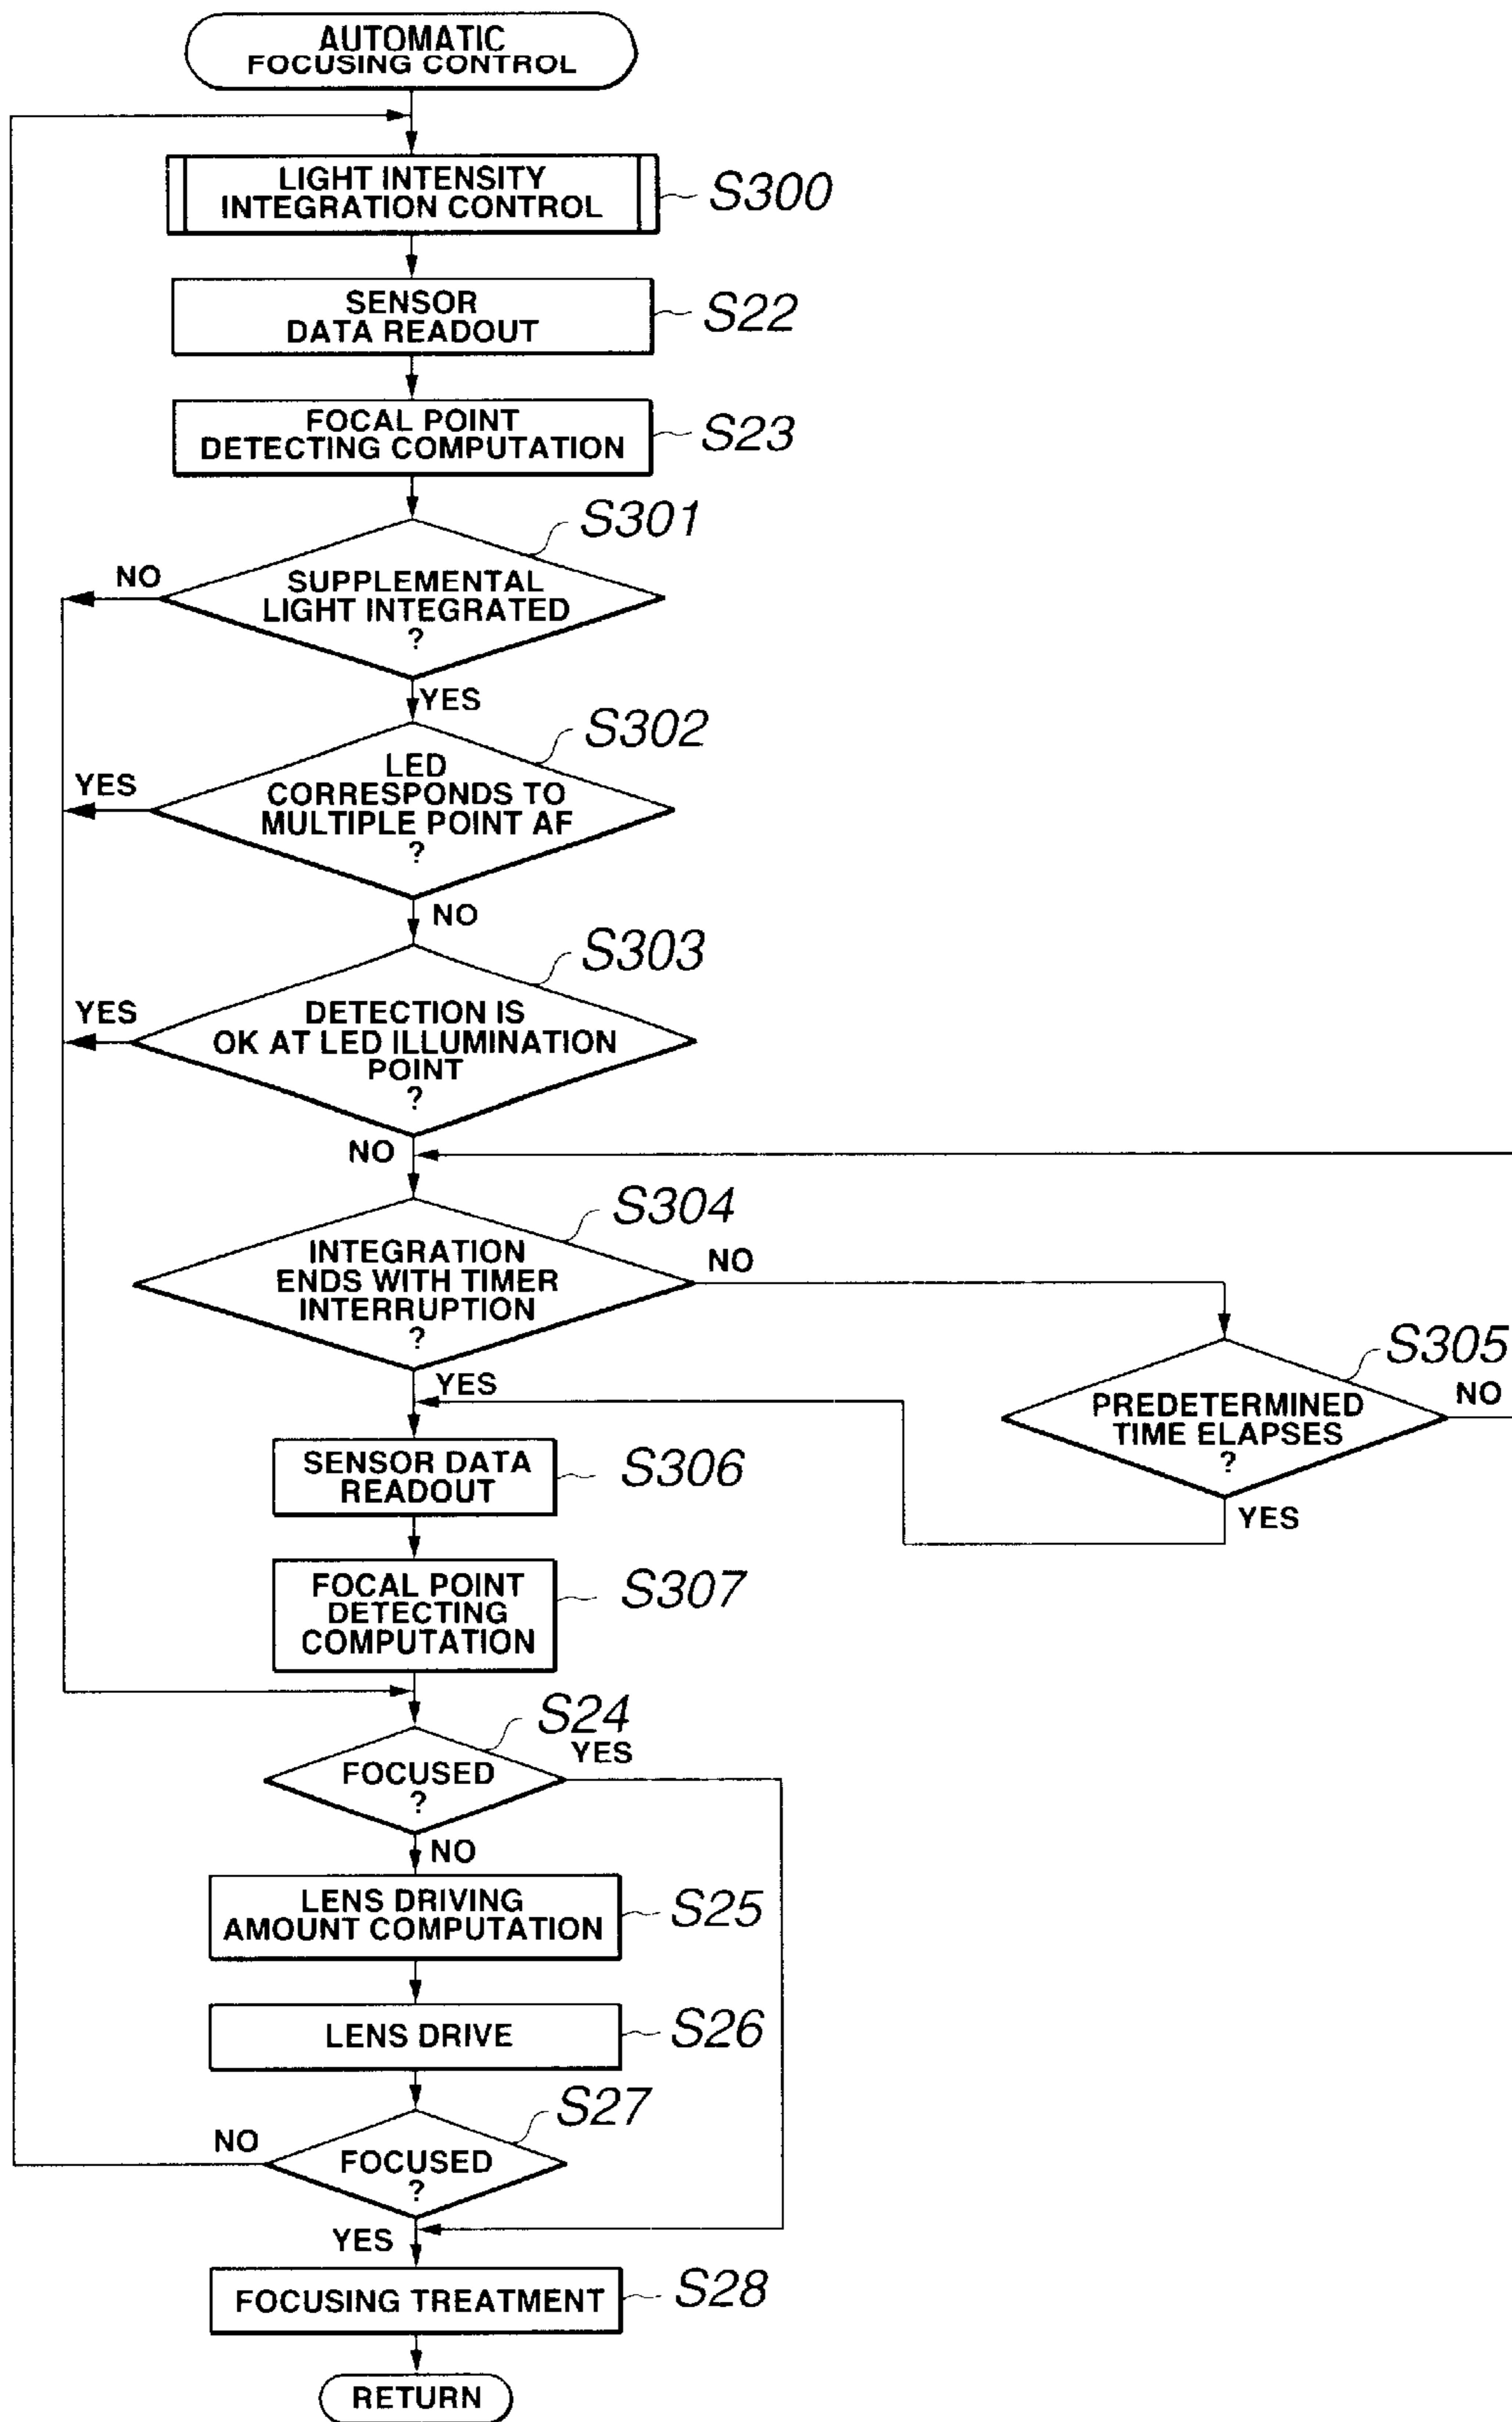 AUTOMATIC
FOCUSING CONTROL
LIGHT INTENSITY
INTEGRATION CONTROL
S300
SENSOR
DATA READOUT
S22
FOCAL POINT
DETECTING COMPUTATION
S23
S301
NO
SUPPLEMENTAL
LIGHT INTEGRATED
?
YES
S302
YES
LED
CORRESPONDS TO
MULTIPLE POINT AF
?
NO
S303
YES
DETECTION IS
OK AT LED ILLUMINATION
POINT
?
NO
S304
INTEGRATION
ENDS WITH TIMER
INTERRUPTION
?
NO
S305
PREDETERMINED
TIME ELAPSES
?
NO
YES
YES
SENSOR DATA
READOUT
S306
FOCAL POINT
DETECTING
COMPUTATION
S307
S24
YES
FOCUSED
?
NO
LENS DRIVING
AMOUNT COMPUTATION
S25
LENS DRIVE
S26
S27
NO
FOCUSED
?
YES
FOCUSING TREATMENT
S28
RETURN